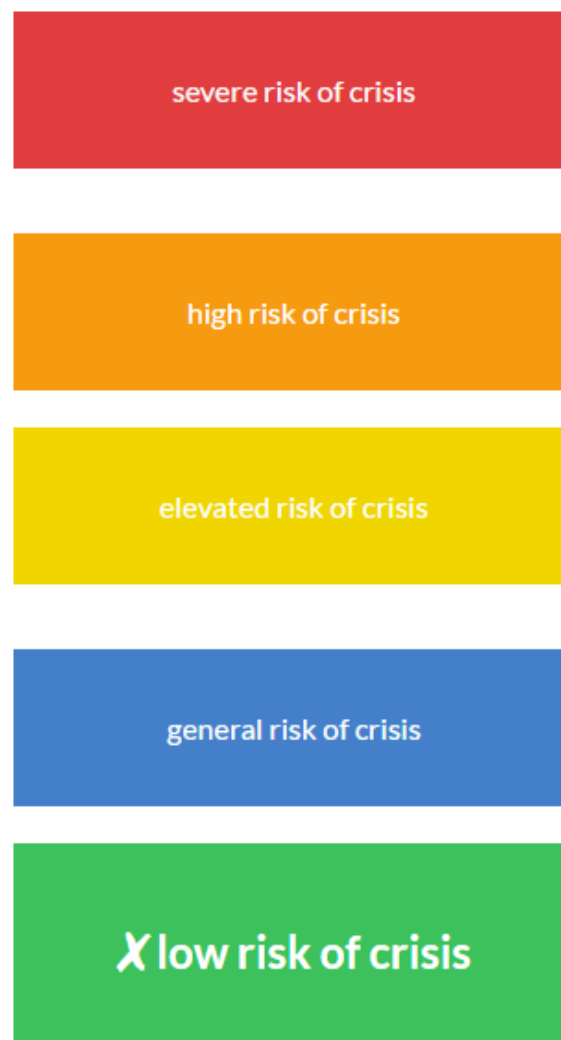 severe risk of crisis
high risk of crisis
elevated risk of crisis
general risk of crisis
✗ low risk of crisis